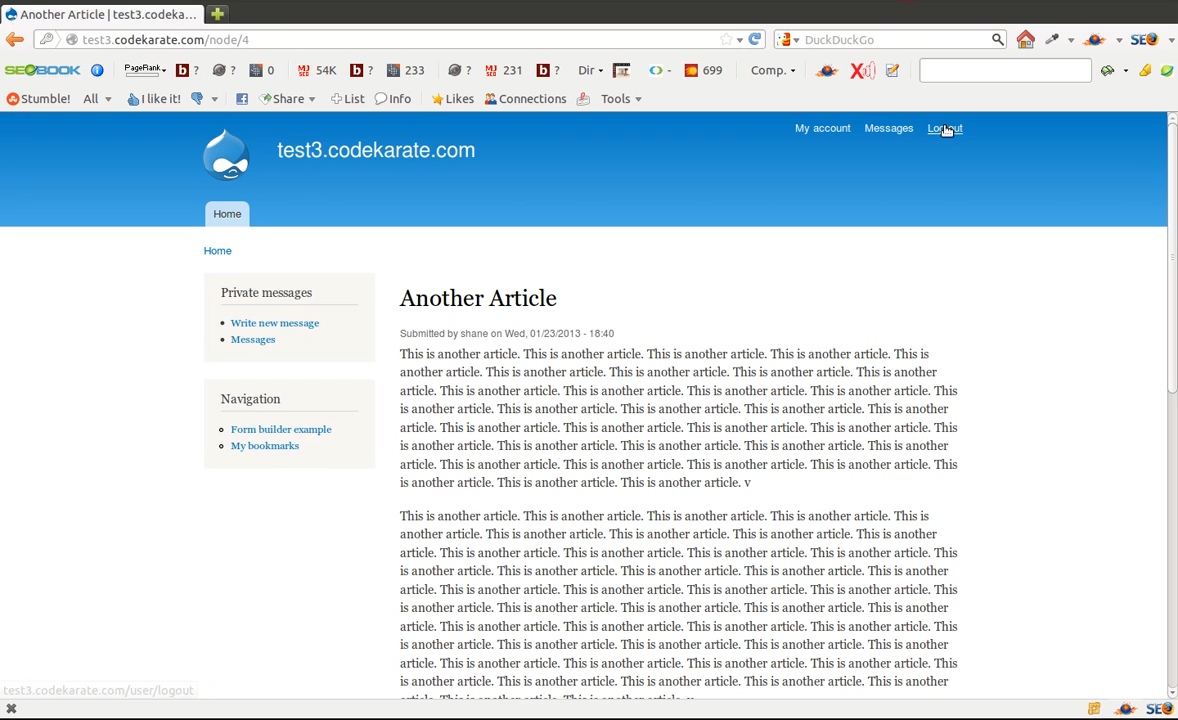 Another Article | test3.codeka...
test3.codekarate.com/node/4
DuckDuckGo
SEO
SEOBOOK
PageRank
?
?
0
54K
?
233
?
231
?
Dir
699
Comp.
Stumble!
All
I like it!
Share
List
Info
Likes
Connections
Tools
My account
Messages
Logout
test3.codekarate.com
Home
Home
Private messages
Write new message
Messages
Navigation
Form builder example
My bookmarks
Another Article
Submitted by shane on Wed, 01/23/2013 - 18:40
This is another article. This is another article. This is another article. This is another article. This is
another article. This is another article. This is another article. This is another article. This is another
article. This is another article. This is another article. This is another article. This is another article. This
is another article. This is another article. This is another article. This is another article. This is another
article. This is another article. This is another article. This is another article. This is another article. This
is another article. This is another article. This is another article. This is another article. This is another
article. This is another article. This is another article. This is another article. This is another article. This
is another article. This is another article. This is another article. v
This is another article. This is another article. This is another article. This is another article. This is
another article. This is another article. This is another article. This is another article. This is another
article. This is another article. This is another article. This is another article. This is another article. This
is another article. This is another article. This is another article. This is another article. This is another
article. This is another article. This is another article. This is another article. This is another article. This
is another article. This is another article. This is another article. This is another article. This is another
article. This is another article. This is another article. This is another article. This is another article. This
is another article. This is another article. This is another article. This is another article. This is another
article. This is another article. This is another article. This is another article. This is another article. This
is another article. This is another article. This is another article. This is another article. This is another
test3.codekarate.com/user/logout
SEO